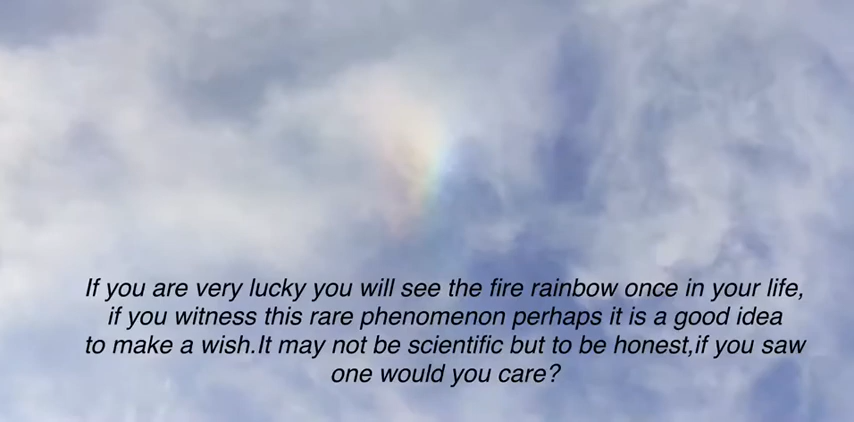 If you are very lucky you will see the fire rainbow once in your life,
if you witness this rare phenomenon perhaps it is a good idea
to make a wish.It may not be scientific but to be honest,if you saw
one would you care?